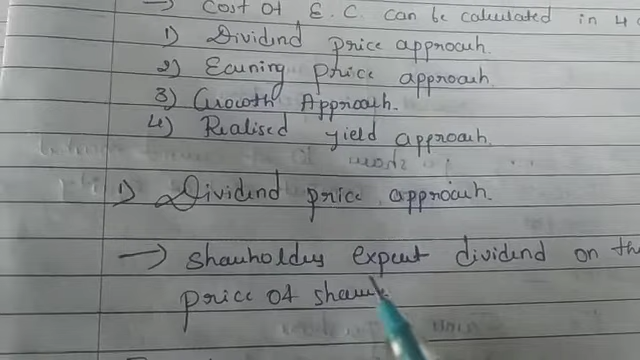 → Cost of E.C. can be calculated in 4
1) Dividend price approach.
2) Earning price approach.
3) Growth Approach.
4) Realised yield approach.
1) Dividend price approach.
→ Shareholders expect dividend on the
price of share